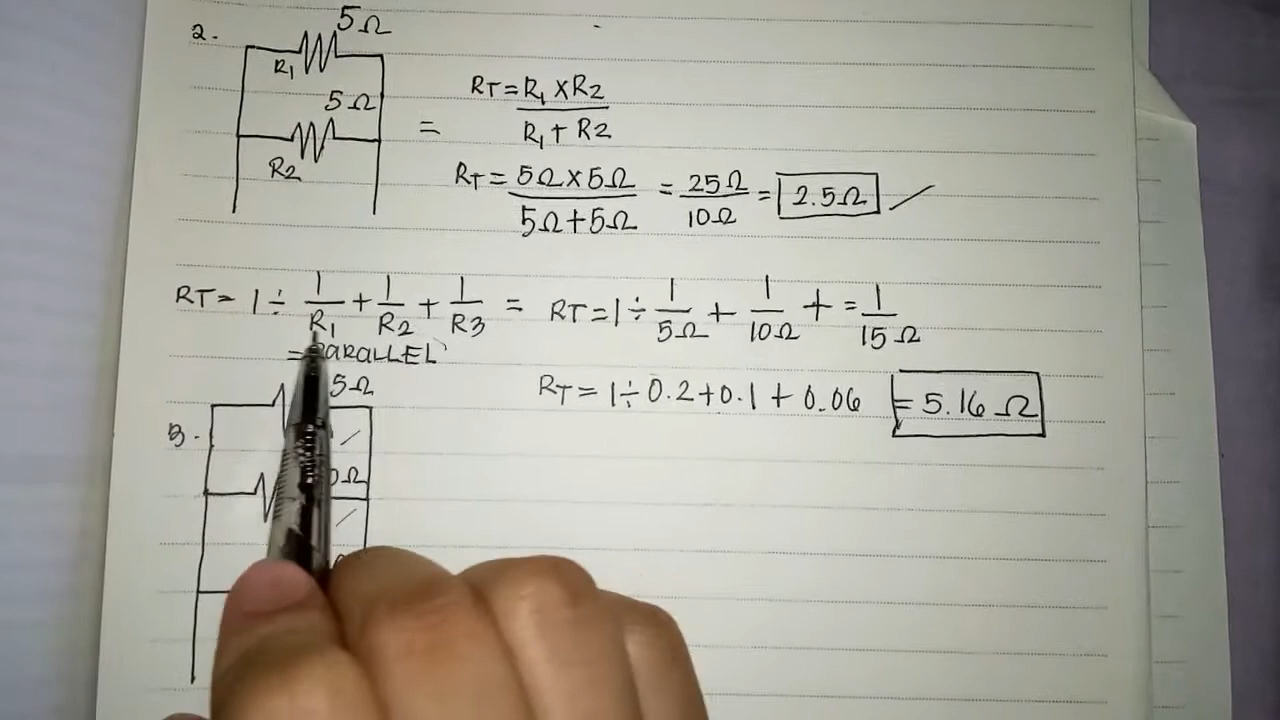 2.
5Ω
R1
5Ω
R2
=
RT = R1 X R2
R1 + R2
RT = 5Ω X 5Ω = 25Ω = 2.5Ω
5Ω + 5Ω 10Ω
RT = 1 ÷ 1 + 1 + 1 = RT = 1 ÷ 1 + 1 + = 1
R1 R2 R3 5Ω 10Ω 15Ω
= PARALLEL
RT = 1 ÷ 0.2 + 0.1 + 0.06 = 5.16 Ω
3.
5Ω